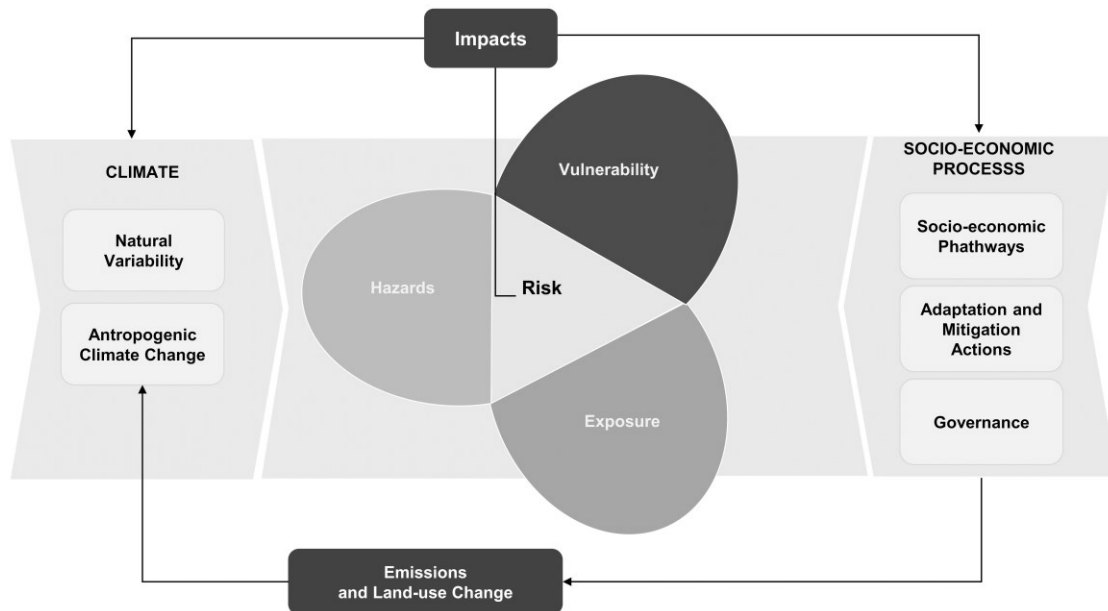 Impacts
CLIMATE
Natural
Variability
Antropogenic
Climate Change
Vulnerability
Hazards
Risk
Exposure
SOCIO-ECONOMIC
PROCESSS
Socio-economic
Phathways
Adaptation and
Mitigation
Actions
Governance
Emissions
and Land-use Change